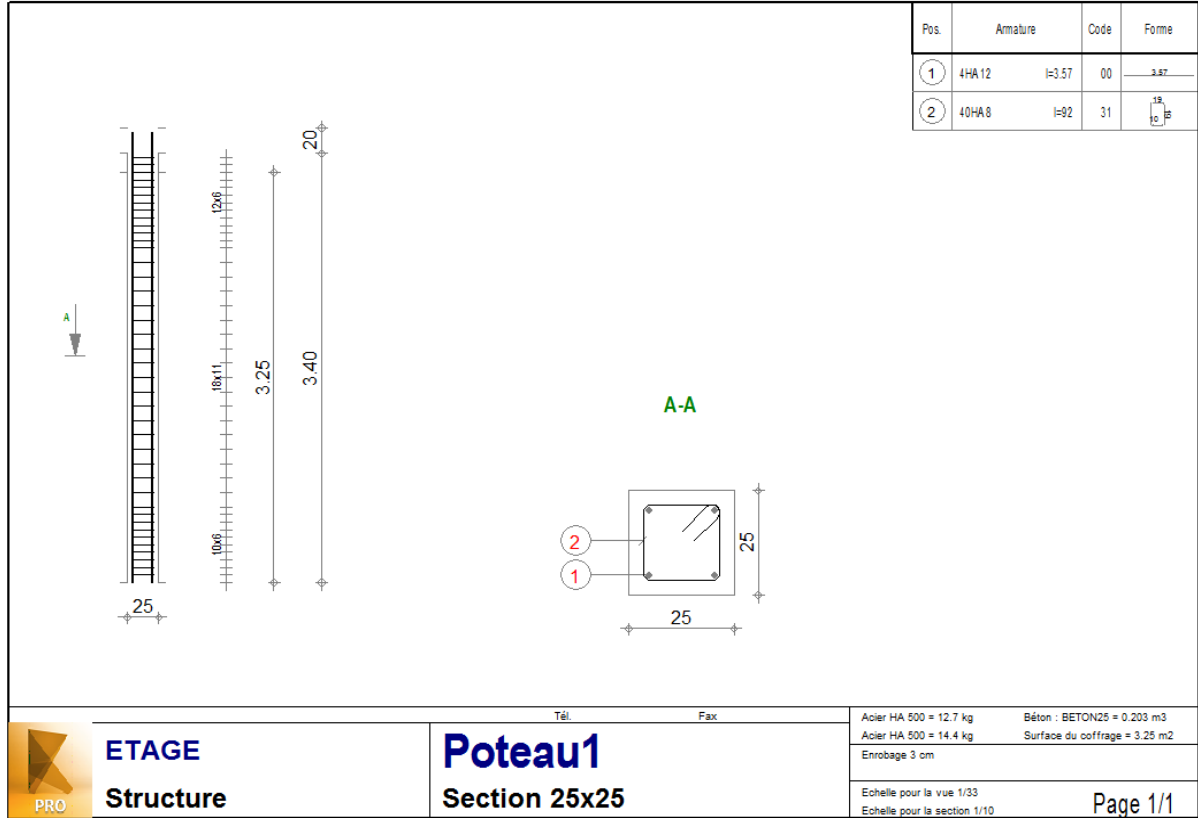 Pos. Armature Code Forme
1 4HA 12 l=3.57 00 3.57
2 40HA 8 l=92 31 19 10
20
12x6
A
18x11
3.25
3.40
10x6
25
A-A
2
1
25
25
Tél. Fax
PRO
ETAGE
Structure
Poteau1
Section 25x25
Acier HA 500 = 12.7 kg Béton : BETON25 = 0.203 m3
Acier HA 500 = 14.4 kg Surface du coffrage = 3.25 m2
Enrobage 3 cm
Echelle pour la vue 1/33
Echelle pour la section 1/10
Page 1/1